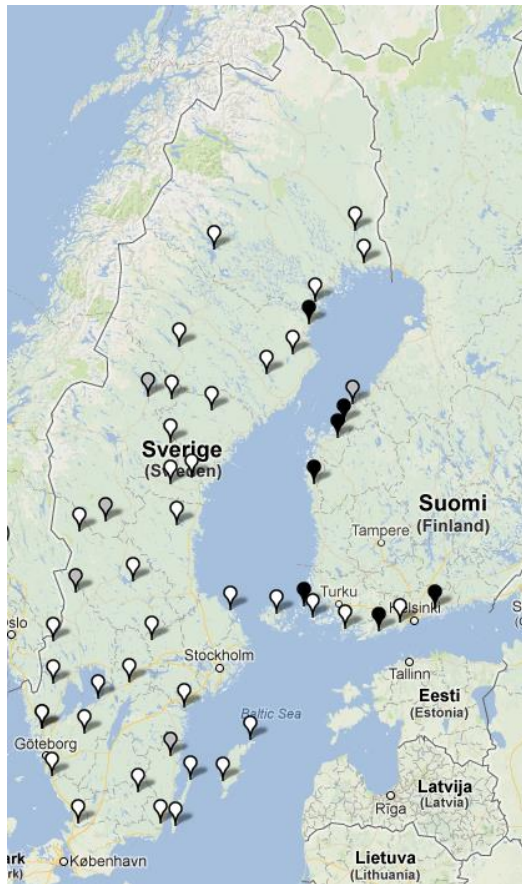 Sverige
(Sweden)
Suomi
(Finland)
Tampere
Turku
Helsinki
Oslo
Stockholm
Tallinn
Baltic Sea
Eesti
(Estonia)
Göteborg
Latvija
(Latvia)
Rīga
København
Lietuva
(Lithuania)